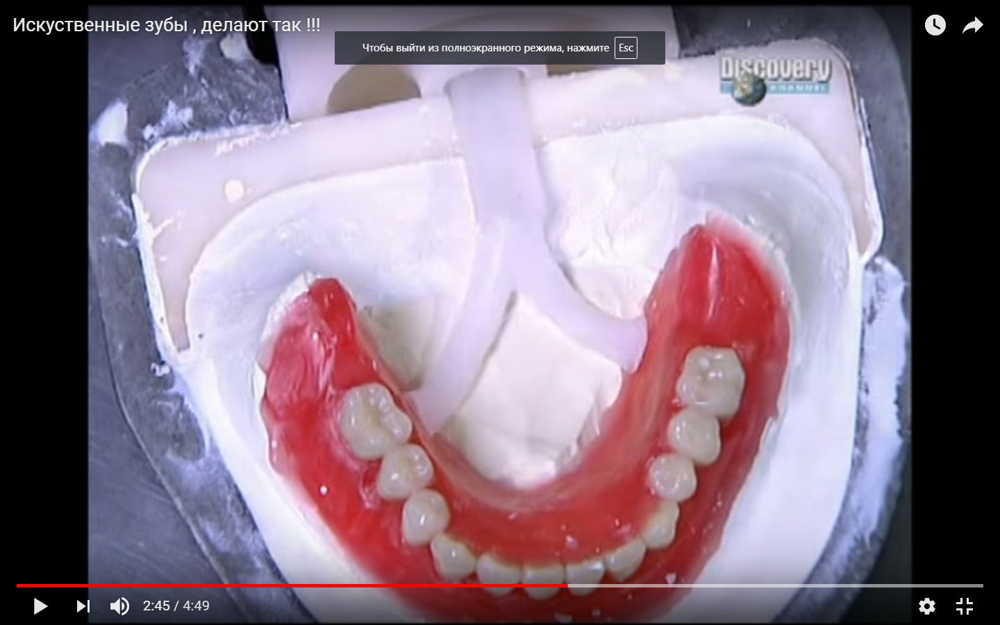 Искуственные зубы , делают так !!!
Чтобы выйти из полноэкранного режима, нажмите Esc
Discovery
CHANNEL
2:45 / 4:49